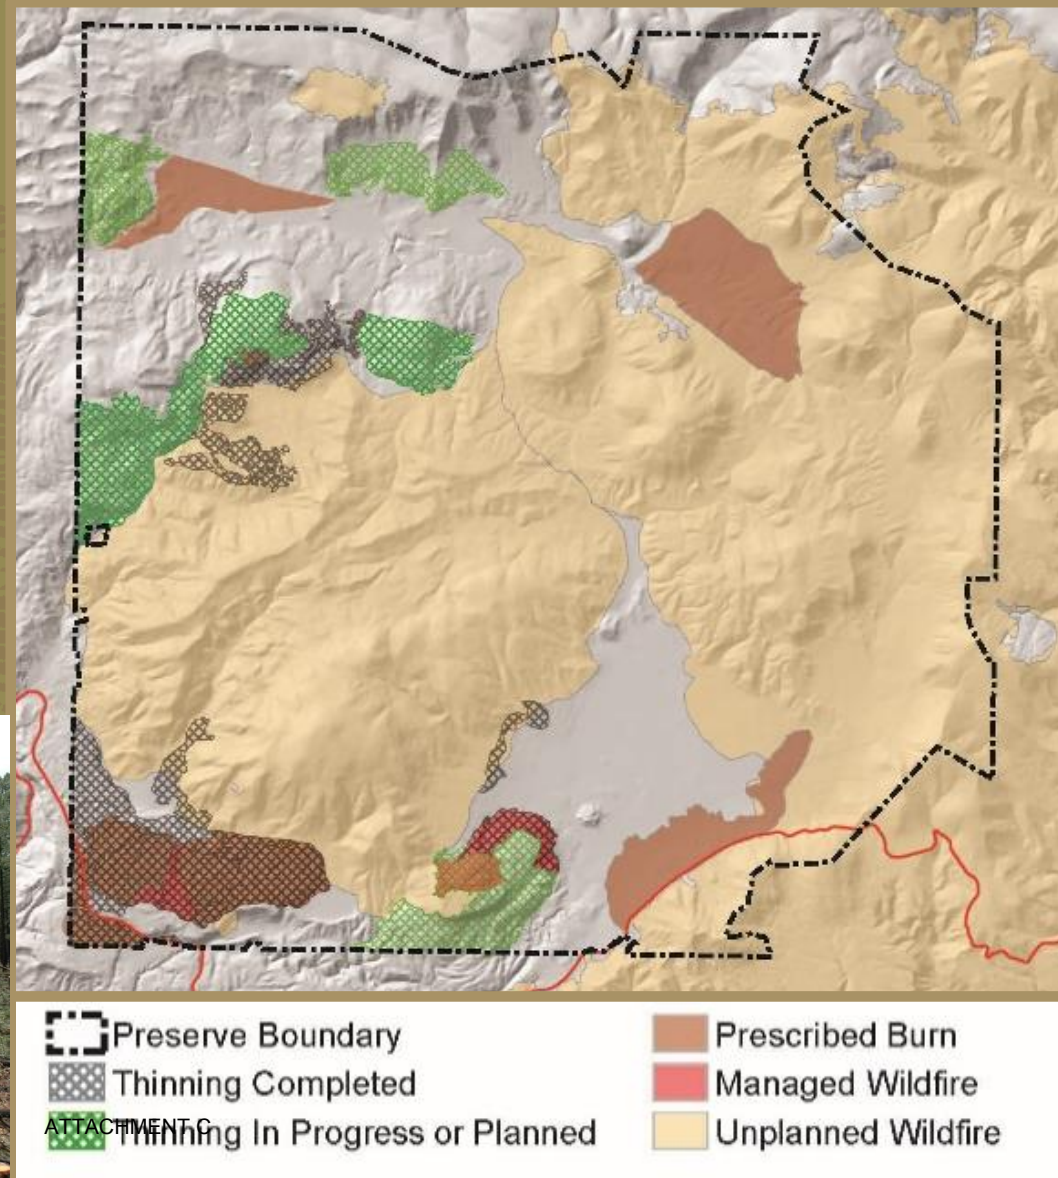 Preserve Boundary
Thinning Completed
Thinning In Progress or Planned
ATTACHMENT C
Prescribed Burn
Managed Wildfire
Unplanned Wildfire